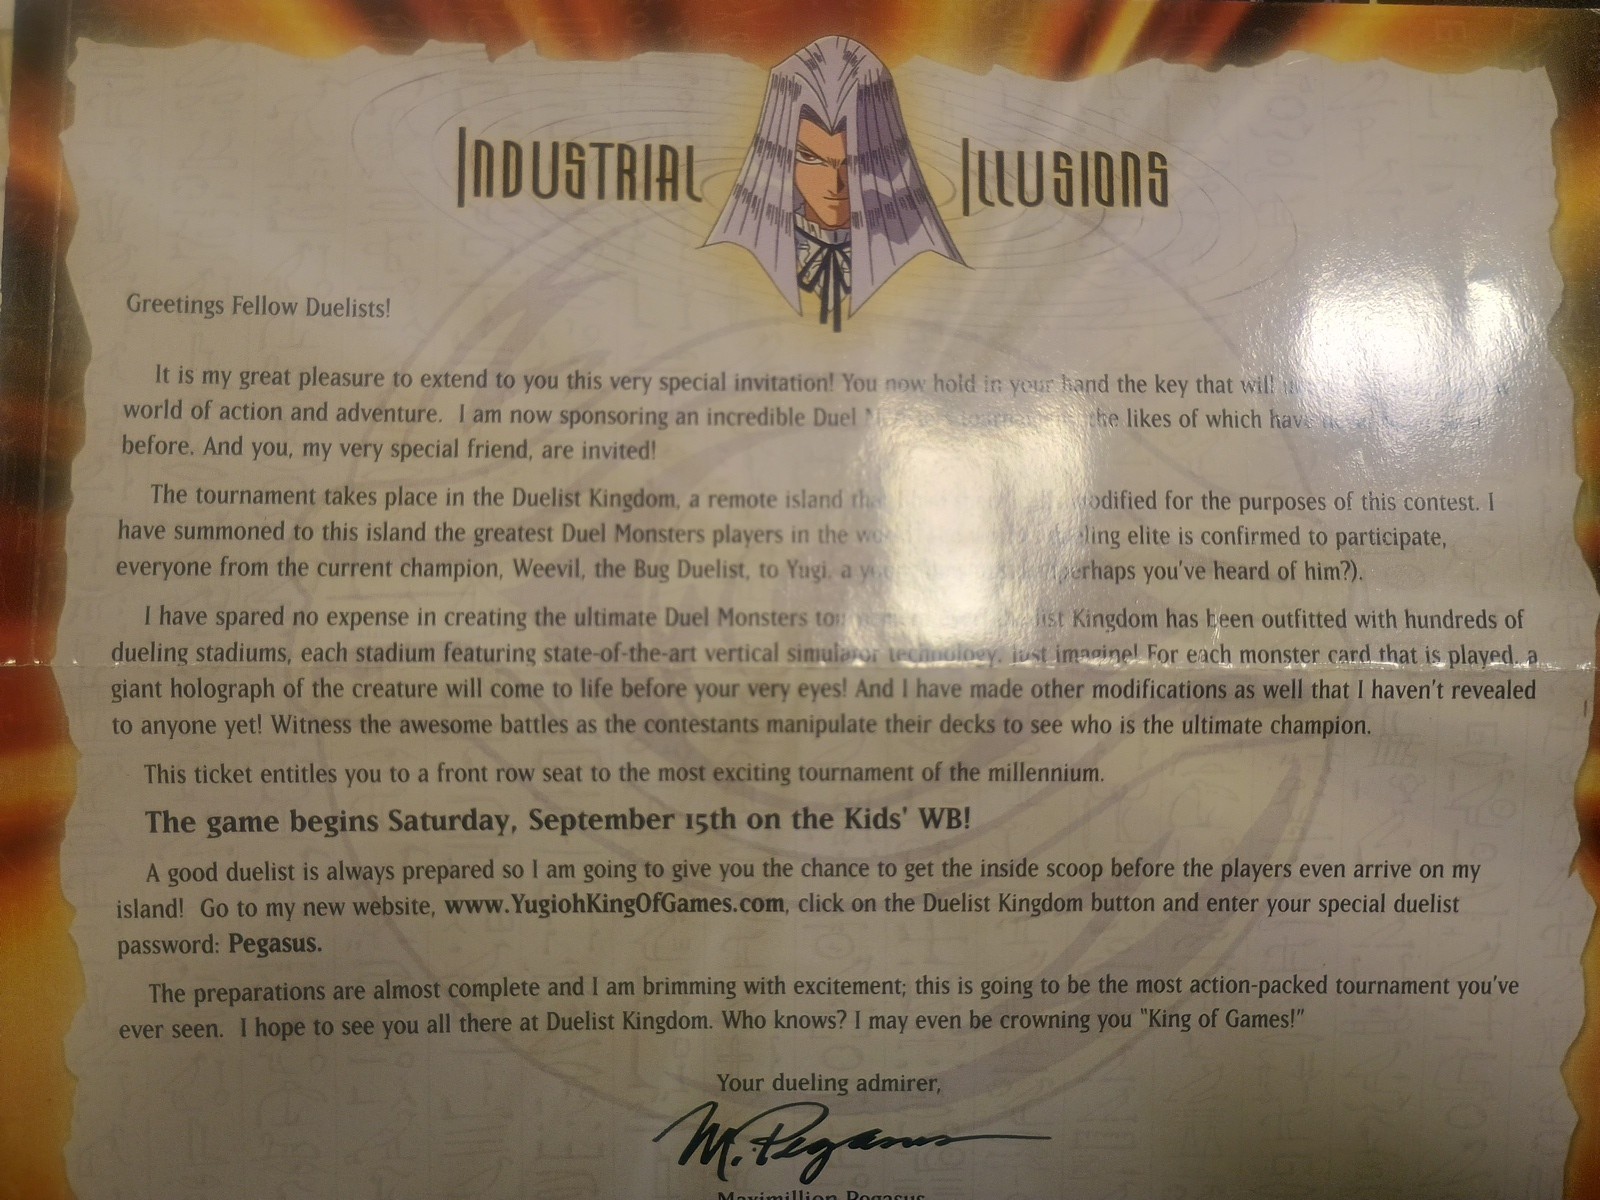 INDUSTRIAL ILLUSIONS
Greetings Fellow Duelists!
It is my great pleasure to extend to you this very special invitation! You now hold in your hand the key that will
world of action and adventure. I am now sponsoring an incredible Duel the likes of which have
before. And you, my very special friend, are invited!
The tournament takes place in the Duelist Kingdom, a remote island modified for the purposes of this contest. I
have summoned to this island the greatest Duel Monsters players in the elite is confirmed to participate,
everyone from the current champion, Weevil, the Bug Duelist, to Yugi, a perhaps you've heard of him?).
I have spared no expense in creating the ultimate Duel Monsters Kingdom has been outfitted with hundreds of
dueling stadiums, each stadium featuring state-of-the-art vertical simulator technology. Just imagine! For each monster card that is played, a
giant holograph of the creature will come to life before your very eyes! And I have made other modifications as well that I haven't revealed
to anyone yet! Witness the awesome battles as the contestants manipulate their decks to see who is the ultimate champion.
This ticket entitles you to a front row seat to the most exciting tournament of the millennium.
The game begins Saturday, September 15th on the Kids' WB!
A good duelist is always prepared so I am going to give you the chance to get the inside scoop before the players even arrive on my
island! Go to my new website, www.YugiohKingOfGames.com, click on the Duelist Kingdom button and enter your special duelist
password: Pegasus.
The preparations are almost complete and I am brimming with excitement; this is going to be the most action-packed tournament you've
ever seen. I hope to see you all there at Duelist Kingdom. Who knows? I may even be crowning you "King of Games!"
Your dueling admirer,
M. Pegasus
Maximillion Pegasus